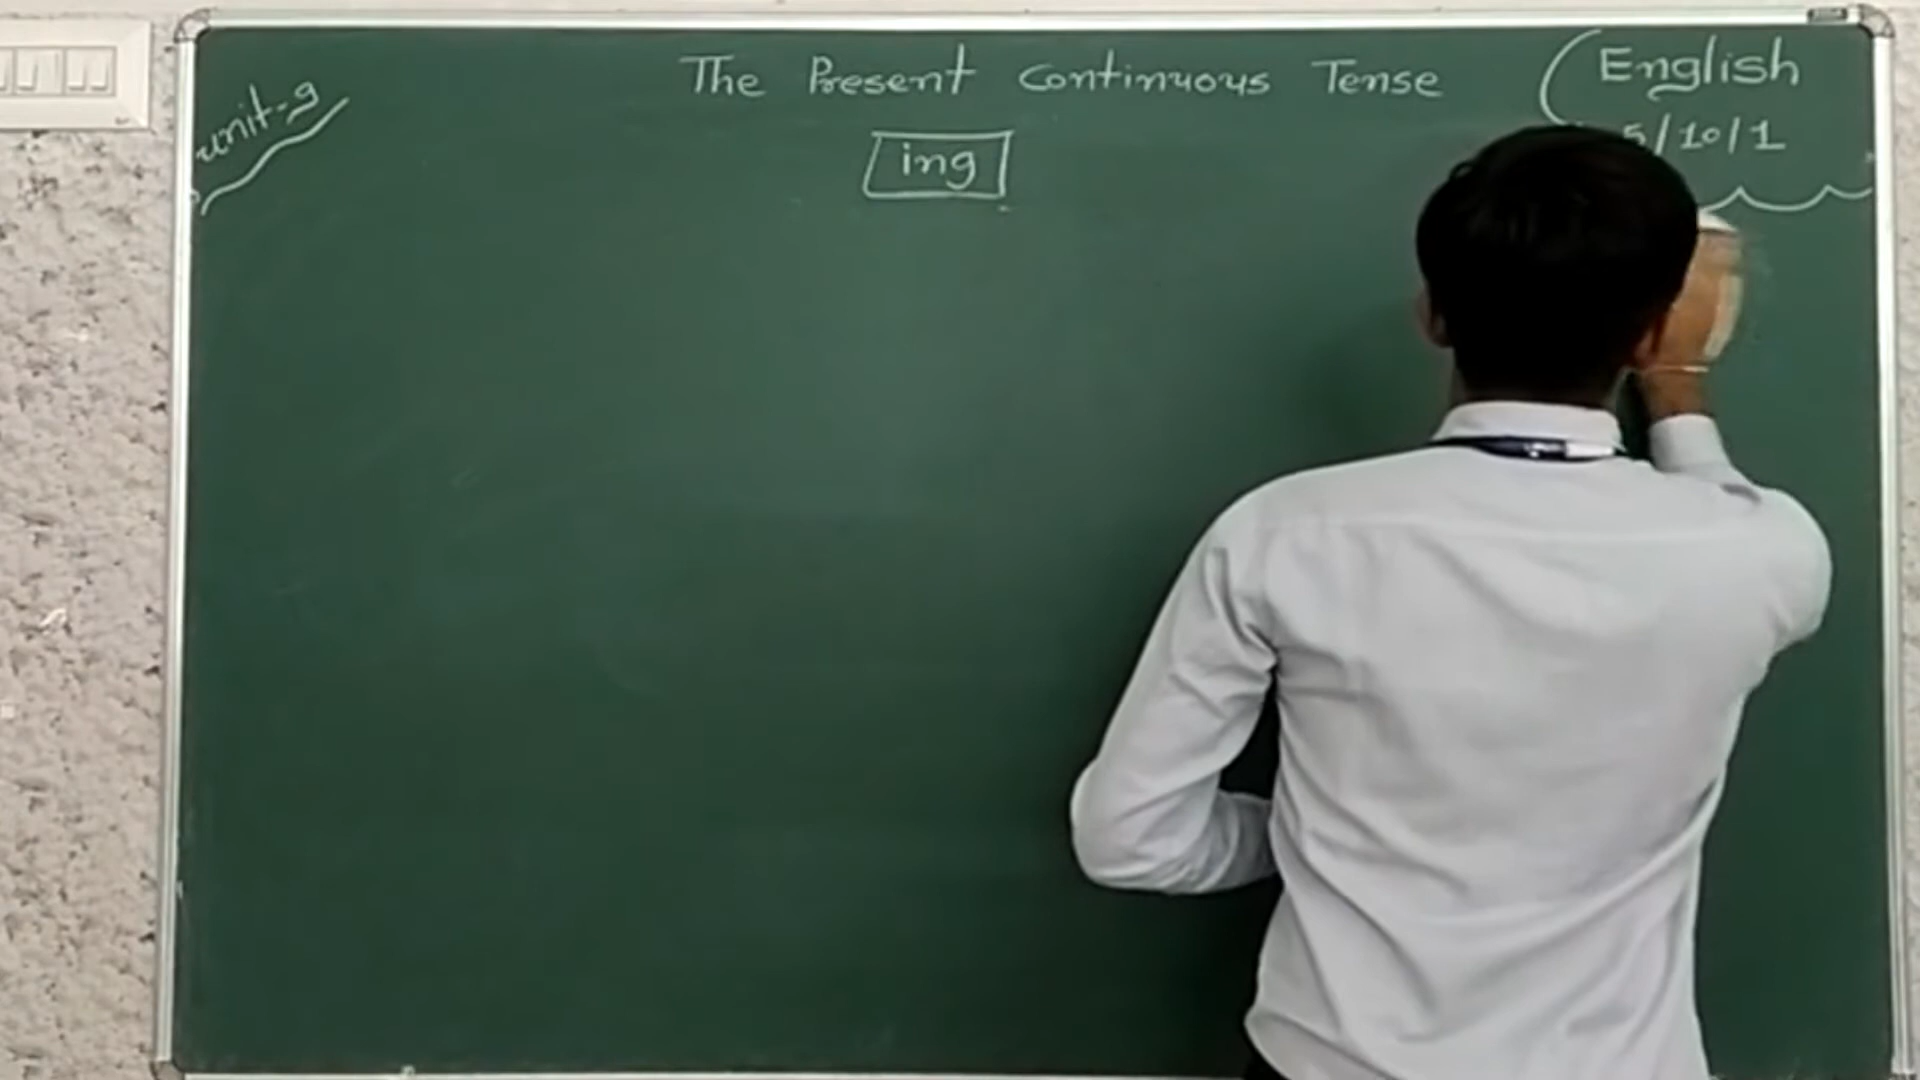 unit-9
The Present Continuous Tense
English
5/10/1
ing